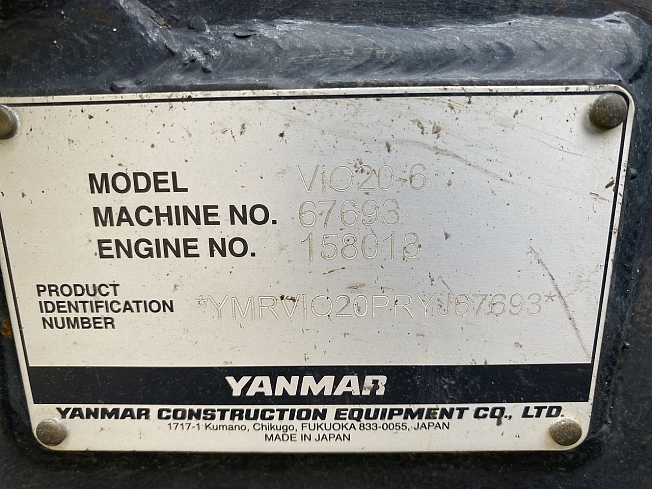 MODEL VIO20-6
MACHINE NO. 67693
ENGINE NO. 158018
PRODUCT
IDENTIFICATION *YMRVIO20PRYJ67693*
NUMBER
YANMAR
YANMAR CONSTRUCTION EQUIPMENT CO., LTD.
1717-1 Kumano, Chikugo, FUKUOKA 833-0055, JAPAN
MADE IN JAPAN